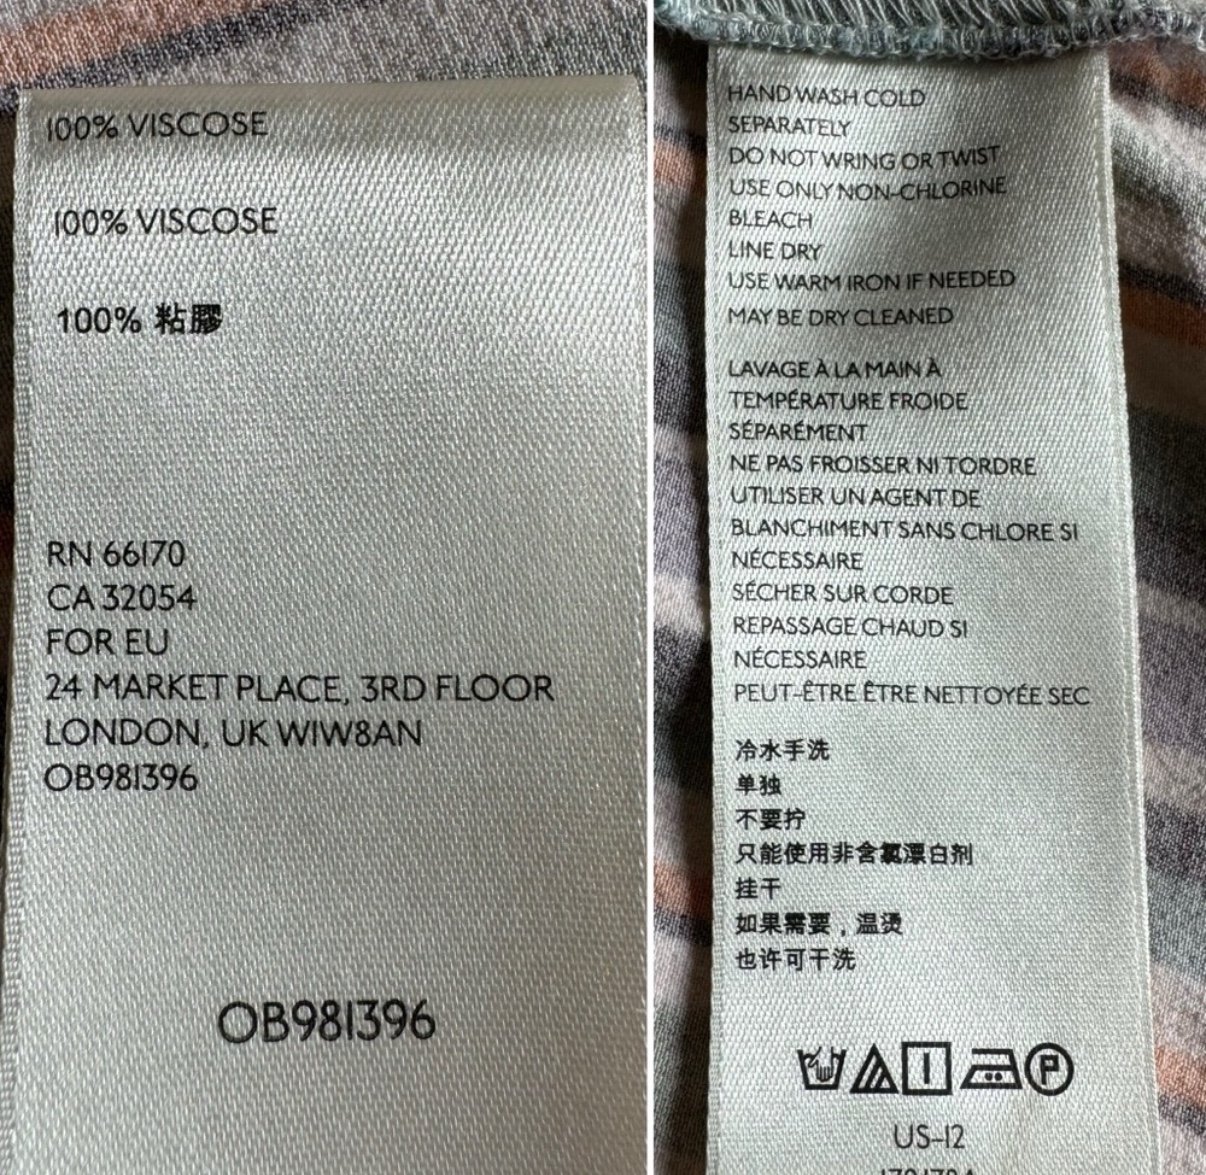 100% VISCOSE
100% VISCOSE
100% 粘膠
RN 66170
CA 32054
FOR EU
24 MARKET PLACE, 3RD FLOOR
LONDON, UK W1W8AN
OB981396
OB981396
HAND WASH COLD
SEPARATELY
DO NOT WRING OR TWIST
USE ONLY NON-CHLORINE
BLEACH
LINE DRY
USE WARM IRON IF NEEDED
MAY BE DRY CLEANED
LAVAGE À LA MAIN À
TEMPÉRATURE FROIDE
SÉPARÉMENT
NE PAS FROISSER NI TORDRE
UTILISER UN AGENT DE
BLANCHIMENT SANS CHLORE SI
NÉCESSAIRE
SÉCHER SUR CORDE
REPASSAGE CHAUD SI
NÉCESSAIRE
PEUT-ÊTRE ÊTRE NETTOYÉE SEC
冷水手洗
单独
不要拧
只能使用非含氯漂白剂
挂干
如果需要，温烫
也许可干洗
P
US-12